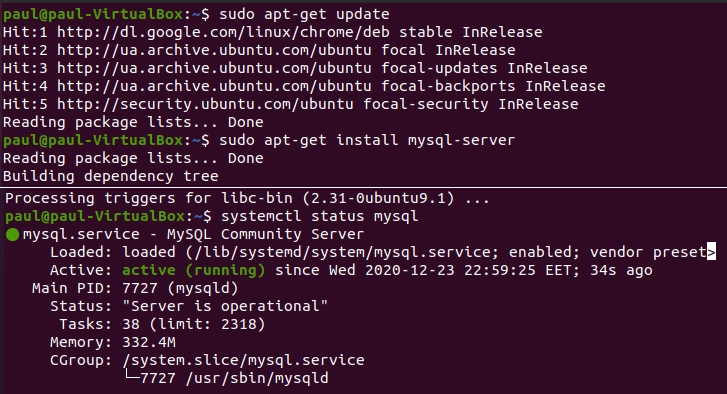 paul@paul-VirtualBox:~$ sudo apt-get update
Hit:1 http://dl.google.com/linux/chrome/deb stable InRelease
Hit:2 http://ua.archive.ubuntu.com/ubuntu focal InRelease
Hit:3 http://ua.archive.ubuntu.com/ubuntu focal-updates InRelease
Hit:4 http://ua.archive.ubuntu.com/ubuntu focal-backports InRelease
Hit:5 http://security.ubuntu.com/ubuntu focal-security InRelease
Reading package lists... Done
paul@paul-VirtualBox:~$ sudo apt-get install mysql-server
Reading package lists... Done
Building dependency tree
Processing triggers for libc-bin (2.31-0ubuntu9.1) ...
paul@paul-VirtualBox:~$ systemctl status mysql
● mysql.service - MySQL Community Server
Loaded: loaded (/lib/systemd/system/mysql.service; enabled; vendor preset>
Active: active (running) since Wed 2020-12-23 22:59:25 EET; 34s ago
Main PID: 7727 (mysqld)
Status: "Server is operational"
Tasks: 38 (limit: 2318)
Memory: 332.4M
CGroup: /system.slice/mysql.service
└─7727 /usr/sbin/mysqld